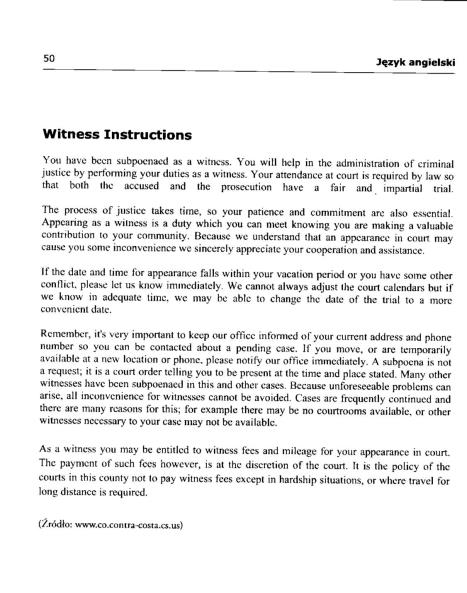 50
Język angielski
Witness Instructions
You have been subpoenaed as a witness. You will help in the administration of criminal
justice by performing your duties as a witness. Your attendance at court is required by law so
that both the accused and the prosecution have a fair and impartial trial.
The process of justice takes time, so your patience and commitment are also essential.
Appearing as a witness is a duty which you can meet knowing you are making a valuable
contribution to your community. Because we understand that an appearance in court may
cause you some inconvenience we sincerely appreciate your cooperation and assistance.
If the date and time for appearance falls within your vacation period or you have some other
conflict, please let us know immediately. We cannot always adjust the court calendars but if
we know in adequate time, we may be able to change the date of the trial to a more
convenient date.
Remember, it's very important to keep our office informed of your current address and phone
number so you can be contacted about a pending case. If you move, or are temporarily
available at a new location or phone, please notify our office immediately. A subpoena is not
a request; it is a court order telling you to be present at the time and place stated. Many other
witnesses have been subpoenaed in this and other cases. Because unforeseeable problems can
arise, all inconvenience for witnesses cannot be avoided. Cases are frequently continued and
there are many reasons for this; for example there may be no courtrooms available, or other
witnesses necessary to your case may not be available.
As a witness you may be entitled to witness fees and mileage for your appearance in court.
The payment of such fees however, is at the discretion of the court. It is the policy of the
courts in this county not to pay witness fees except in hardship situations, or where travel for
long distance is required.
(Źródło: www.co.contra-costa.cs.us)